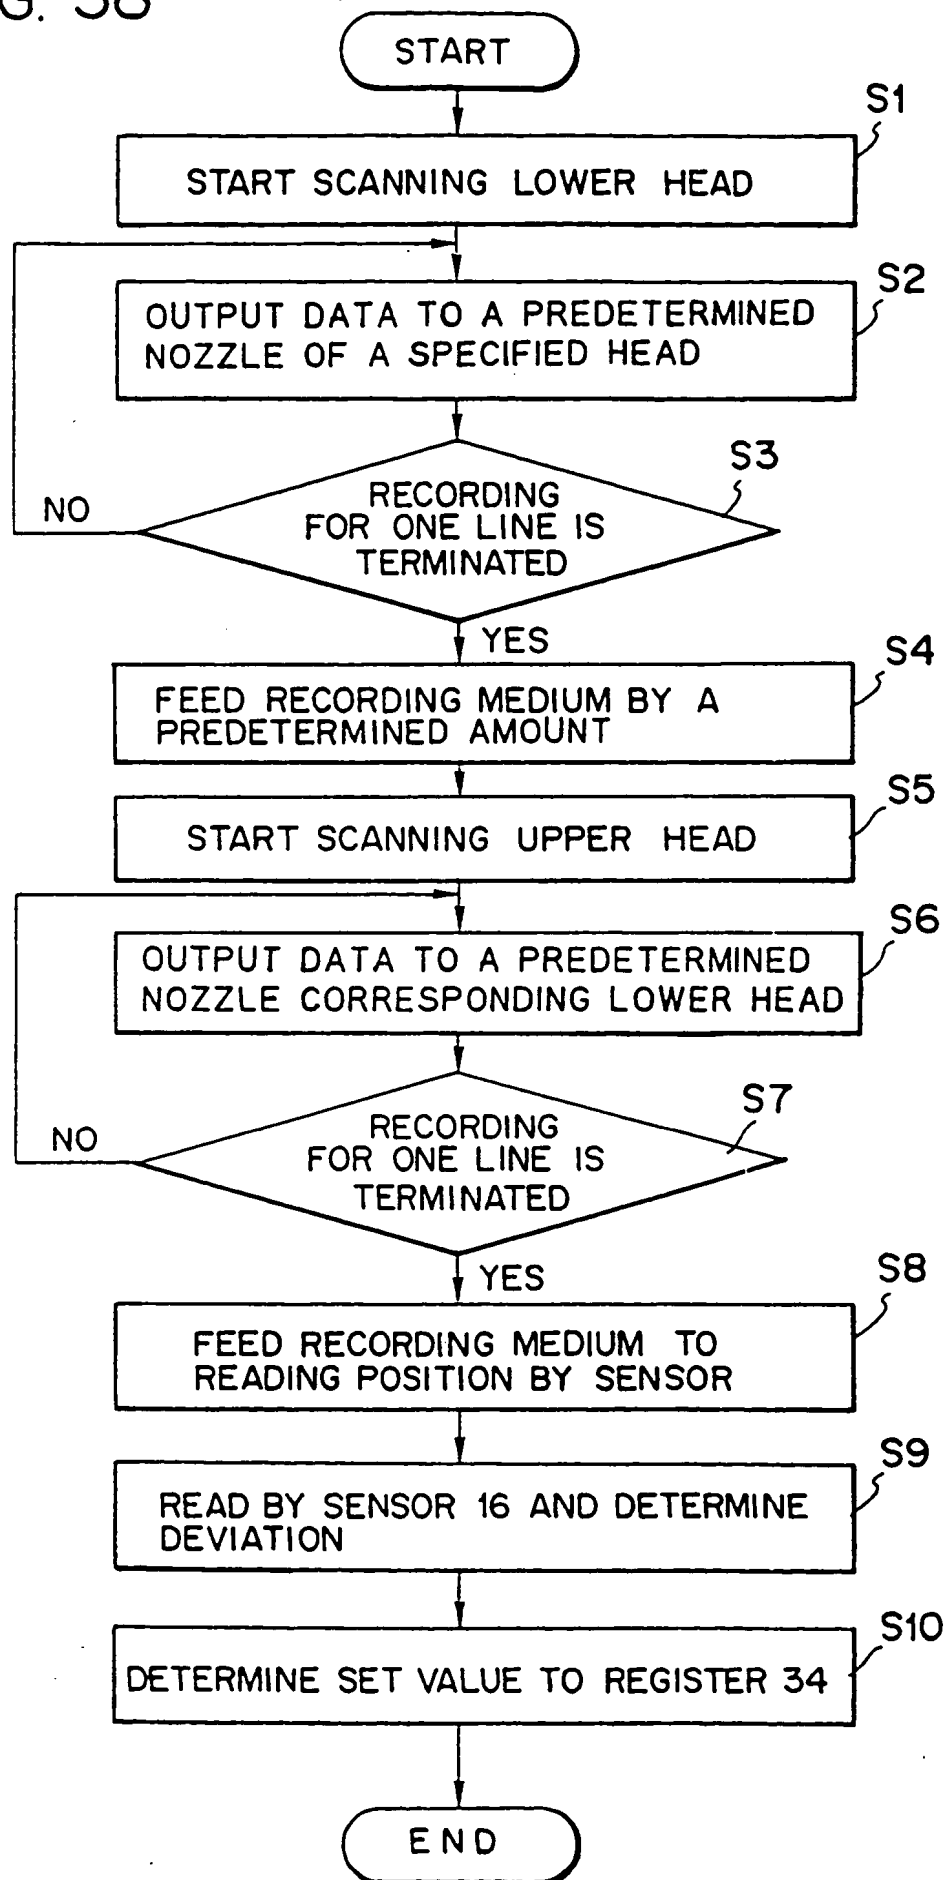 G. 38
START
S1
START SCANNING LOWER HEAD
S2
OUTPUT DATA TO A PREDETERMINED
NOZZLE OF A SPECIFIED HEAD
S3
RECORDING
FOR ONE LINE IS
TERMINATED
NO
YES
S4
FEED RECORDING MEDIUM BY A
PREDETERMINED AMOUNT
S5
START SCANNING UPPER HEAD
S6
OUTPUT DATA TO A PREDETERMINED
NOZZLE CORRESPONDING LOWER HEAD
S7
RECORDING
FOR ONE LINE IS
TERMINATED
NO
YES
S8
FEED RECORDING MEDIUM TO
READING POSITION BY SENSOR
S9
READ BY SENSOR 16 AND DETERMINE
DEVIATION
S10
DETERMINE SET VALUE TO REGISTER 34
END